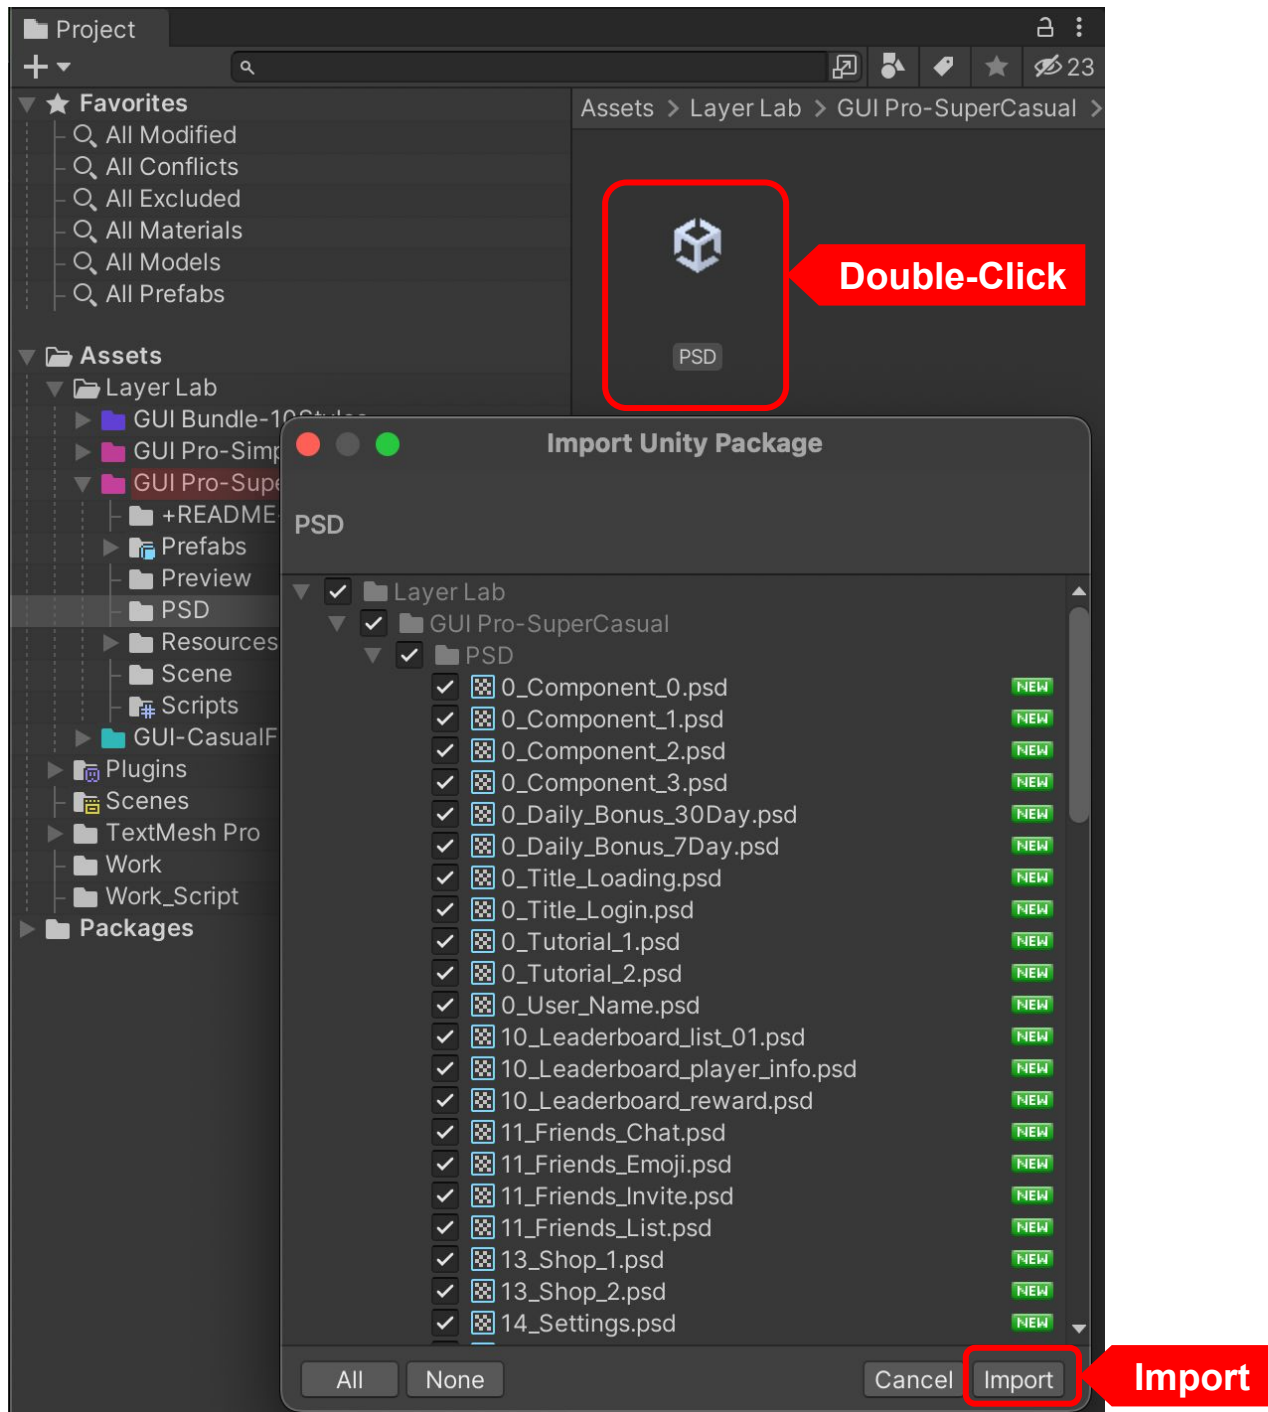 Project
23
Favorites
All Modified
All Conflicts
All Excluded
All Materials
All Models
All Prefabs
Assets > Layer Lab > GUI Pro-SuperCasual >
PSD
Double-Click
Assets
Layer Lab
GUI Bundle-10Styles
GUI Pro-Simp
GUI Pro-Supe
+README
Prefabs
Preview
PSD
Resources
Scene
Scripts
GUI-CasualF
Plugins
Scenes
TextMesh Pro
Work
Work_Script
Packages
Import Unity Package
PSD
Layer Lab
GUI Pro-SuperCasual
PSD
0_Component_0.psd NEW
0_Component_1.psd NEW
0_Component_2.psd NEW
0_Component_3.psd NEW
0_Daily_Bonus_30Day.psd NEW
0_Daily_Bonus_7Day.psd NEW
0_Title_Loading.psd NEW
0_Title_Login.psd NEW
0_Tutorial_1.psd NEW
0_Tutorial_2.psd NEW
0_User_Name.psd NEW
10_Leaderboard_list_01.psd NEW
10_Leaderboard_player_info.psd NEW
10_Leaderboard_reward.psd NEW
11_Friends_Chat.psd NEW
11_Friends_Emoji.psd NEW
11_Friends_Invite.psd NEW
11_Friends_List.psd NEW
13_Shop_1.psd NEW
13_Shop_2.psd NEW
14_Settings.psd NEW
All None Cancel Import
Import